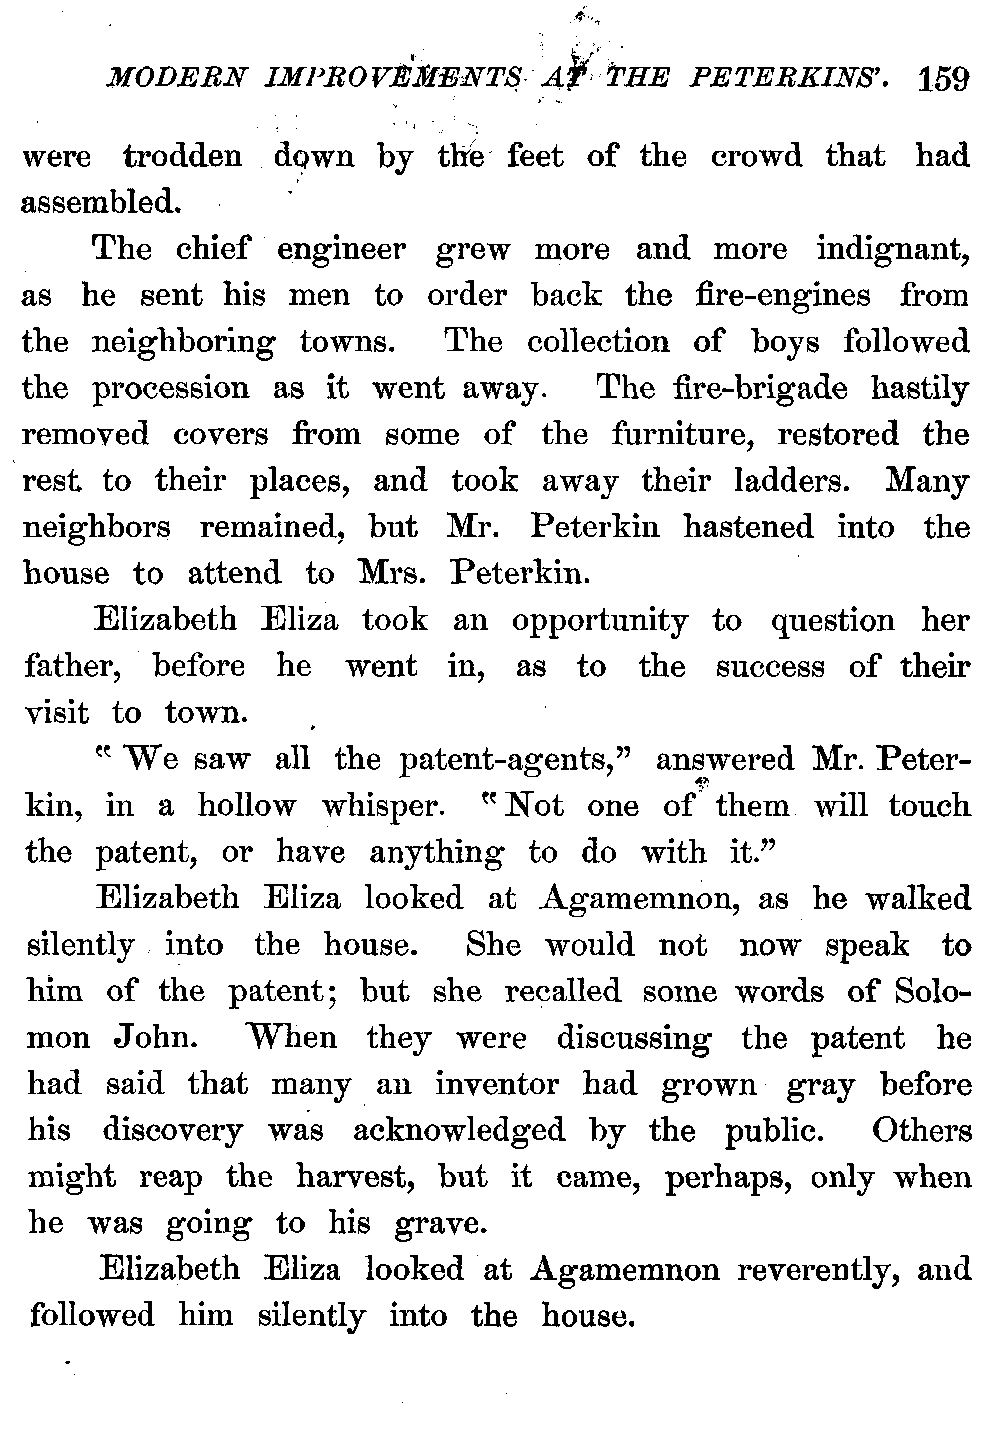 MODERN IMPROVEMENTS AT THE PETERKINS'. 159
were trodden down by the feet of the crowd that had
assembled.
The chief engineer grew more and more indignant,
as he sent his men to order back the fire-engines from
the neighboring towns. The collection of boys followed
the procession as it went away. The fire-brigade hastily
removed covers from some of the furniture, restored the
rest to their places, and took away their ladders. Many
neighbors remained, but Mr. Peterkin hastened into the
house to attend to Mrs. Peterkin.
Elizabeth Eliza took an opportunity to question her
father, before he went in, as to the success of their
visit to town.
"We saw all the patent-agents," answered Mr. Peter-
kin, in a hollow whisper. "Not one of them will touch
the patent, or have anything to do with it."
Elizabeth Eliza looked at Agamemnon, as he walked
silently into the house. She would not now speak to
him of the patent; but she recalled some words of Solo-
mon John. When they were discussing the patent he
had said that many an inventor had grown gray before
his discovery was acknowledged by the public. Others
might reap the harvest, but it came, perhaps, only when
he was going to his grave.
Elizabeth Eliza looked at Agamemnon reverently, and
followed him silently into the house.